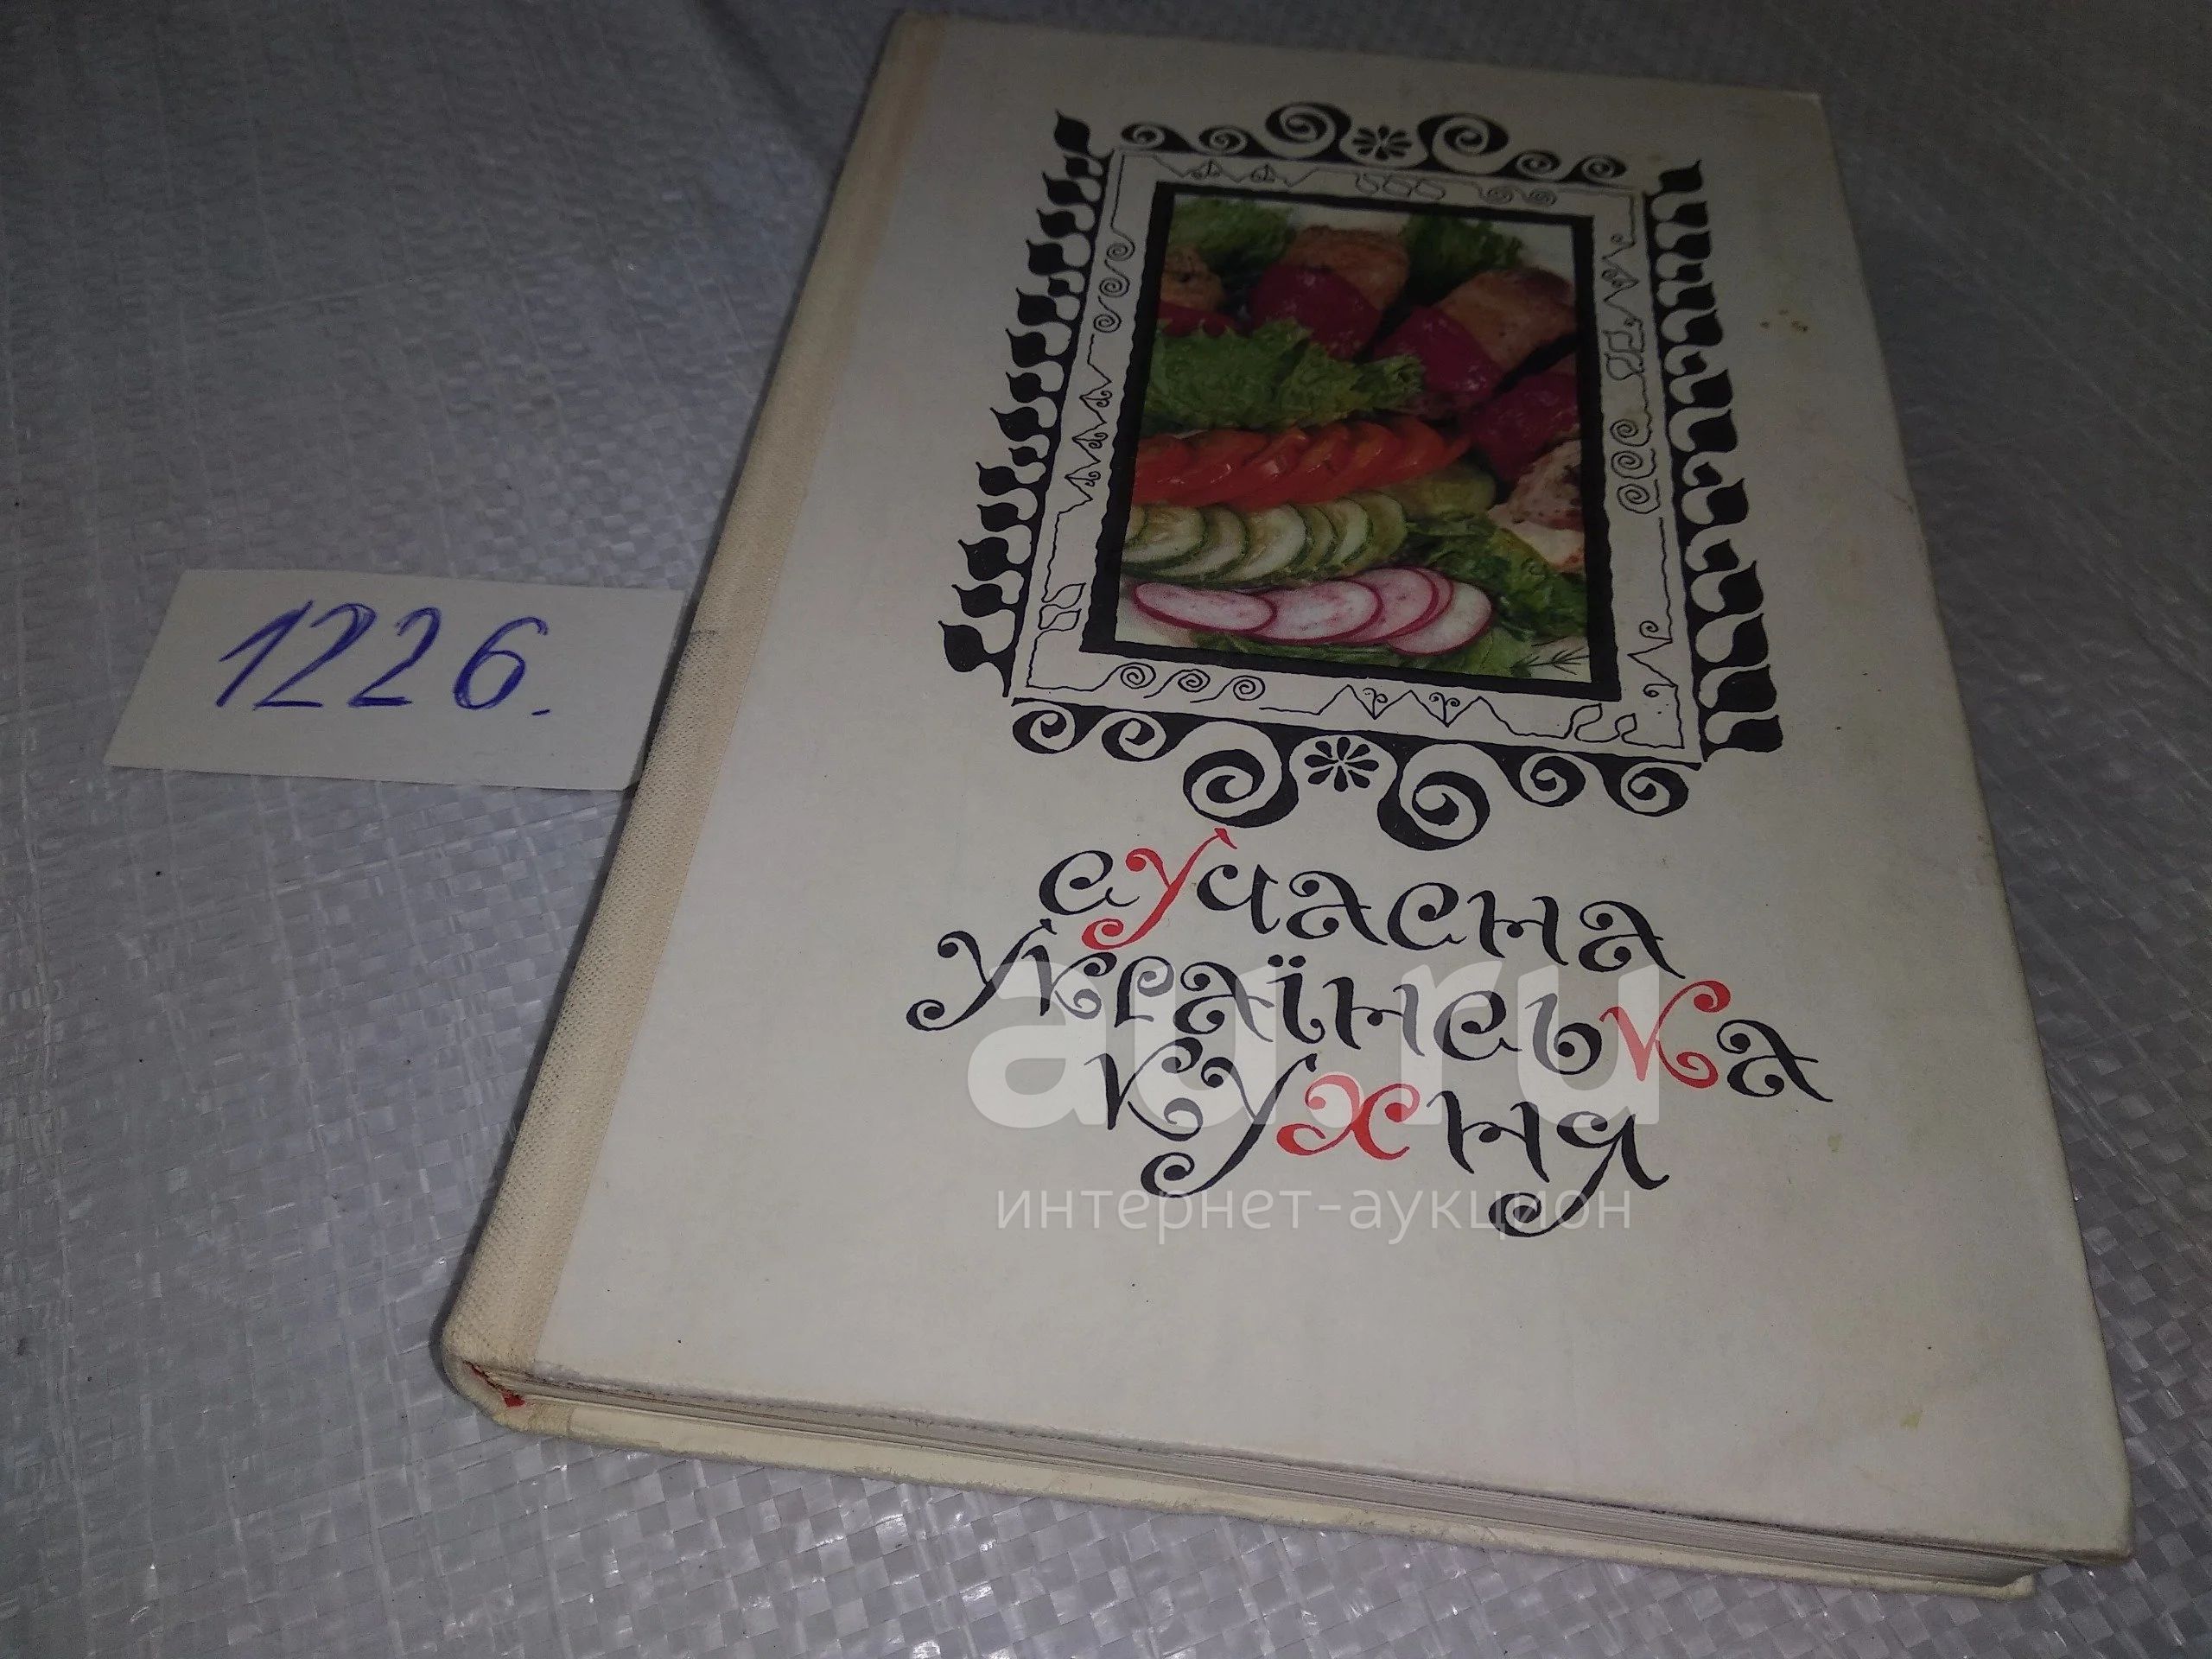 1226.
сучасна
українська
кухня
au.ru
интернет-аукцион